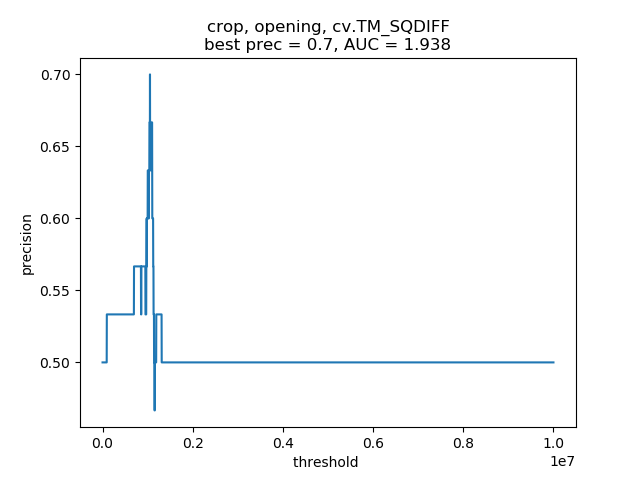 crop, opening, cv.TM_SQDIFF
best prec = 0.7, AUC = 1.938
0.70
0.65
0.60
0.55
0.50
precision
0.0 0.2 0.4 0.6 0.8 1.0
1e7
threshold